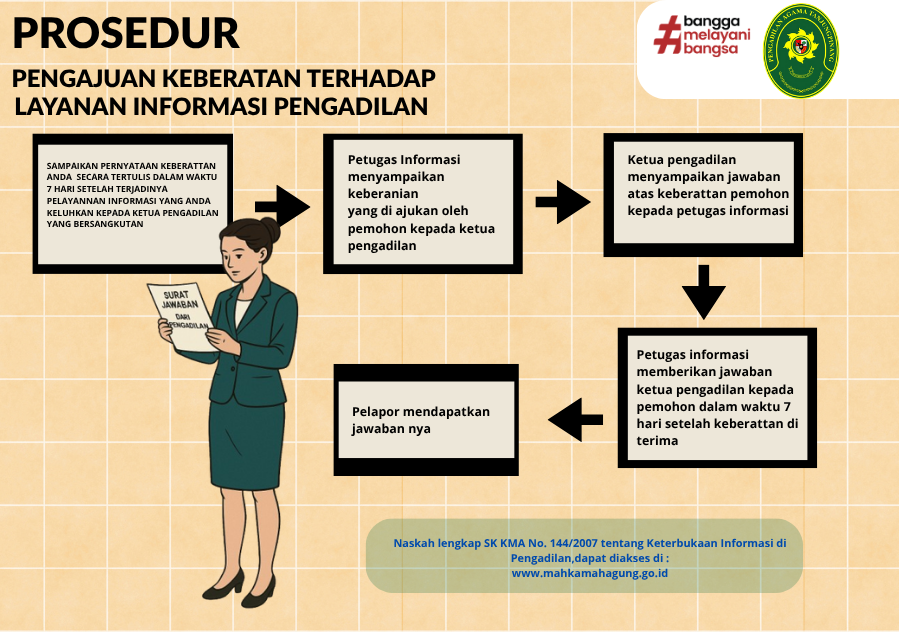 PROSEDUR
PENGAJUAN KEBERATAN TERHADAP
LAYANAN INFORMASI PENGADILAN
#bangga
melayani
bangsa
PENGADILAN AGAMA TANJUNGPINANG
SAMPAIKAN PERNYATAAN KEBERATTAN
ANDA SECARA TERTULIS DALAM WAKTU
7 HARI SETELAH TERJADINYA
PELAYANNAN INFORMASI YANG ANDA
KELUHKAN KEPADA KETUA PENGADILAN
YANG BERSANGKUTAN
Petugas Informasi
menyampaikan
keberanian
yang di ajukan oleh
pemohon kepada ketua
pengadilan
Ketua pengadilan
menyampaikan jawaban
atas keberattan pemohon
kepada petugas informasi
SURAT
JAWABAN
DARI
PENGADILAN
Petugas informasi
memberikan jawaban
ketua pengadilan kepada
pemohon dalam waktu 7
hari setelah keberattan di
terima
Pelapor mendapatkan
jawaban nya
Naskah lengkap SK KMA No. 144/2007 tentang Keterbukaan Informasi di
Pengadilan,dapat diakses di :
www.mahkamahagung.go.id